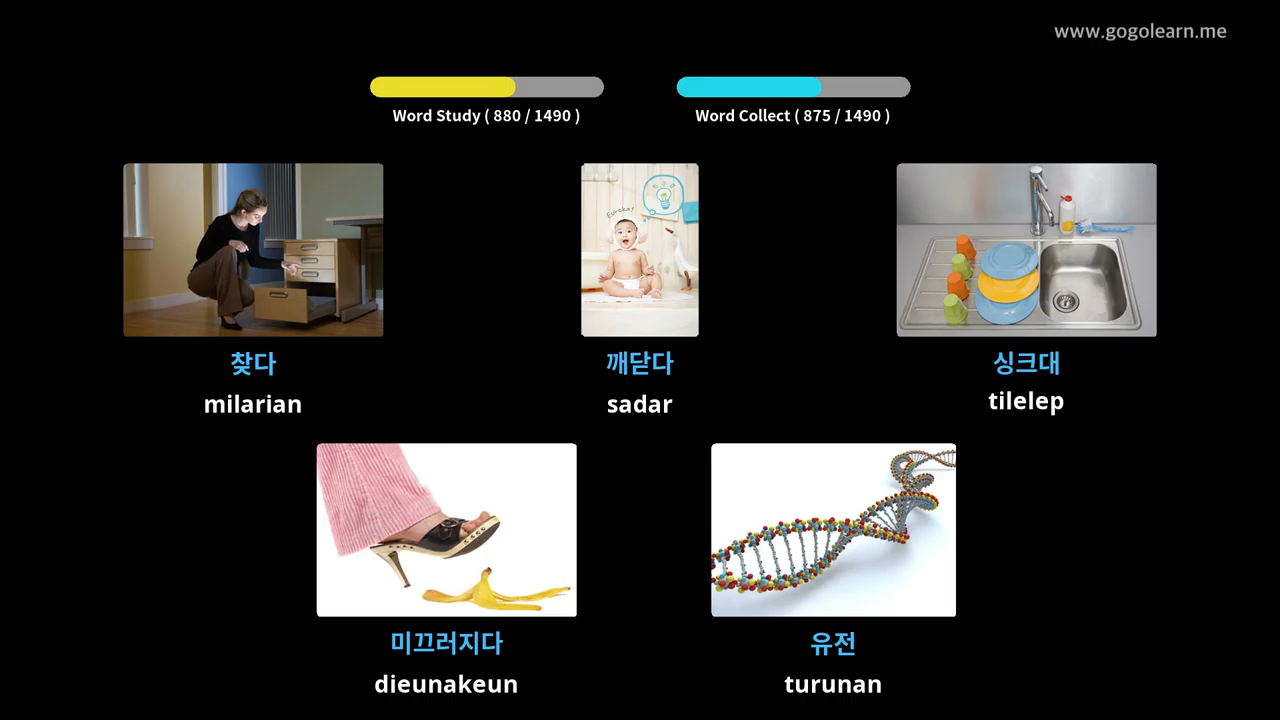 www.gogolearn.me
Word Study ( 880 / 1490 )
Word Collect ( 875 / 1490 )
Eureka!
찾다
milarian
깨닫다
sadar
싱크대
tilelep
미끄러지다
dieunakeun
유전
turunan